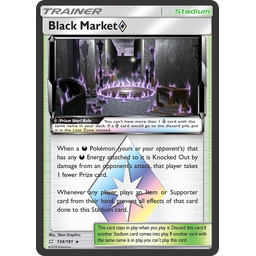 TRAINER
Stadium
Black Market
(Prism Star) Rule You can't have more than 1 card with the
same name in your deck. If a card would go to the discard pile, put
it in the Lost Zone instead.
When a Pokémon (yours or your opponent's) that
has any Energy attached to it is Knocked Out by
damage from an opponent's attack, that player takes
1 fewer Prize card.
Whenever any player plays an Item or Supporter
card from their hand, prevent all effects of that card
done to this Stadium card.
134/181
This card stays in play when you play it. Discard this card if
another Stadium card comes into play. If another card with
the same name is in play, you can't play this card.